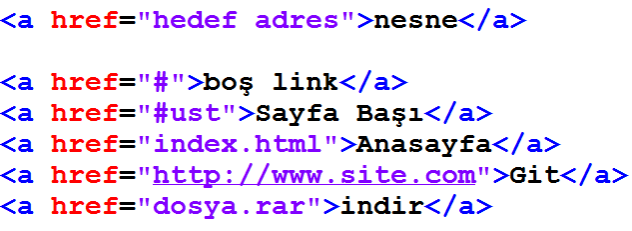 <a href="hedef adres">nesne</a>
<a href="#">boş link</a>
<a href="#ust">Sayfa Başı</a>
<a href="index.html">Anasayfa</a>
<a href="http://www.site.com">Git</a>
<a href="dosya.rar">indir</a>